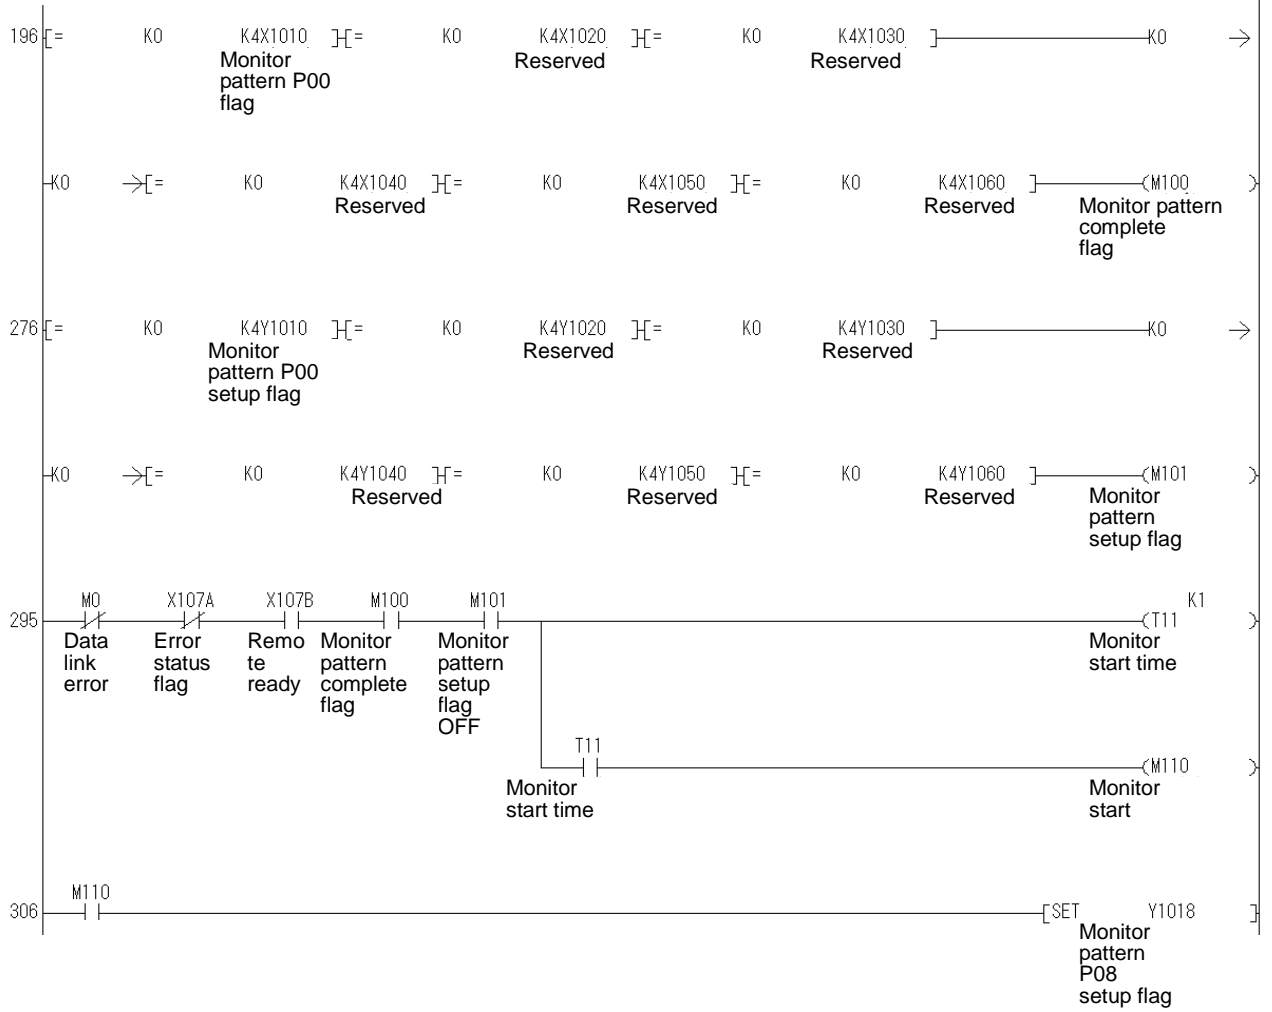 196 [= K0 K4X1010 ][= K0 K4X1020 ][= K0 K4X1030 ] K0
Monitor pattern P00 flag
Reserved
Reserved
K0 [= K0 K4X1040 ][= K0 K4X1050 ][= K0 K4X1060 ] (M100 )
Reserved
Reserved
Reserved
Monitor pattern
complete
flag
276 [= K0 K4Y1010 ][= K0 K4Y1020 ][= K0 K4Y1030 ] K0
Monitor
pattern P00
setup flag
Reserved
Reserved
K0 [= K0 K4Y1040 ][= K0 K4Y1050 ][= K0 K4Y1060 ] (M101 )
Reserved
Reserved
Reserved
Monitor
pattern
setup flag
M0 X107A X107B M100 M101 K1
295 (T11 )
Data
link
error
Error
status
flag
Remo
te
ready
Monitor
pattern
complete
flag
Monitor
pattern
setup
flag
OFF
Monitor
start time
T11
(M110 )
Monitor
start time
Monitor
start
M110
306 [SET Y1018 ]
Monitor
pattern
P08
setup flag